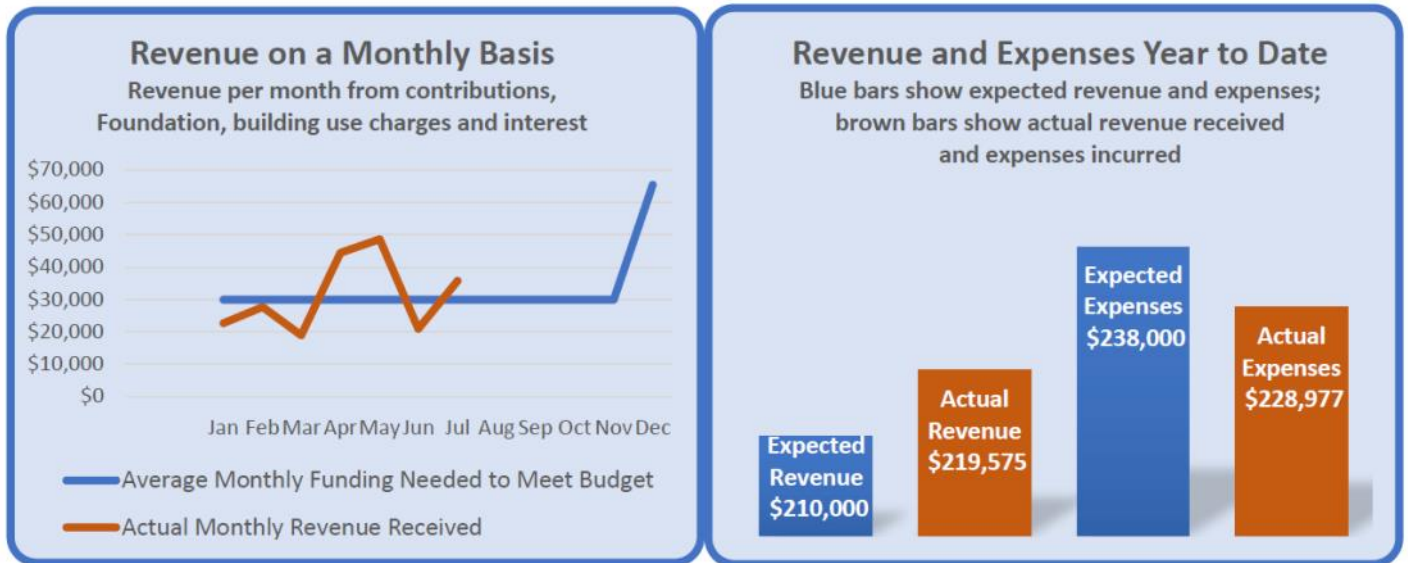 Revenue on a Monthly Basis
Revenue per month from contributions,
Foundation, building use charges and interest
$70,000
$60,000
$50,000
$40,000
$30,000
$20,000
$10,000
$0
Jan Feb Mar Apr May Jun Jul Aug Sep Oct Nov Dec
Average Monthly Funding Needed to Meet Budget
Actual Monthly Revenue Received
Revenue and Expenses Year to Date
Blue bars show expected revenue and expenses;
brown bars show actual revenue received
and expenses incurred
Expected
Revenue
$210,000
Actual
Revenue
$219,575
Expected
Expenses
$238,000
Actual
Expenses
$228,977